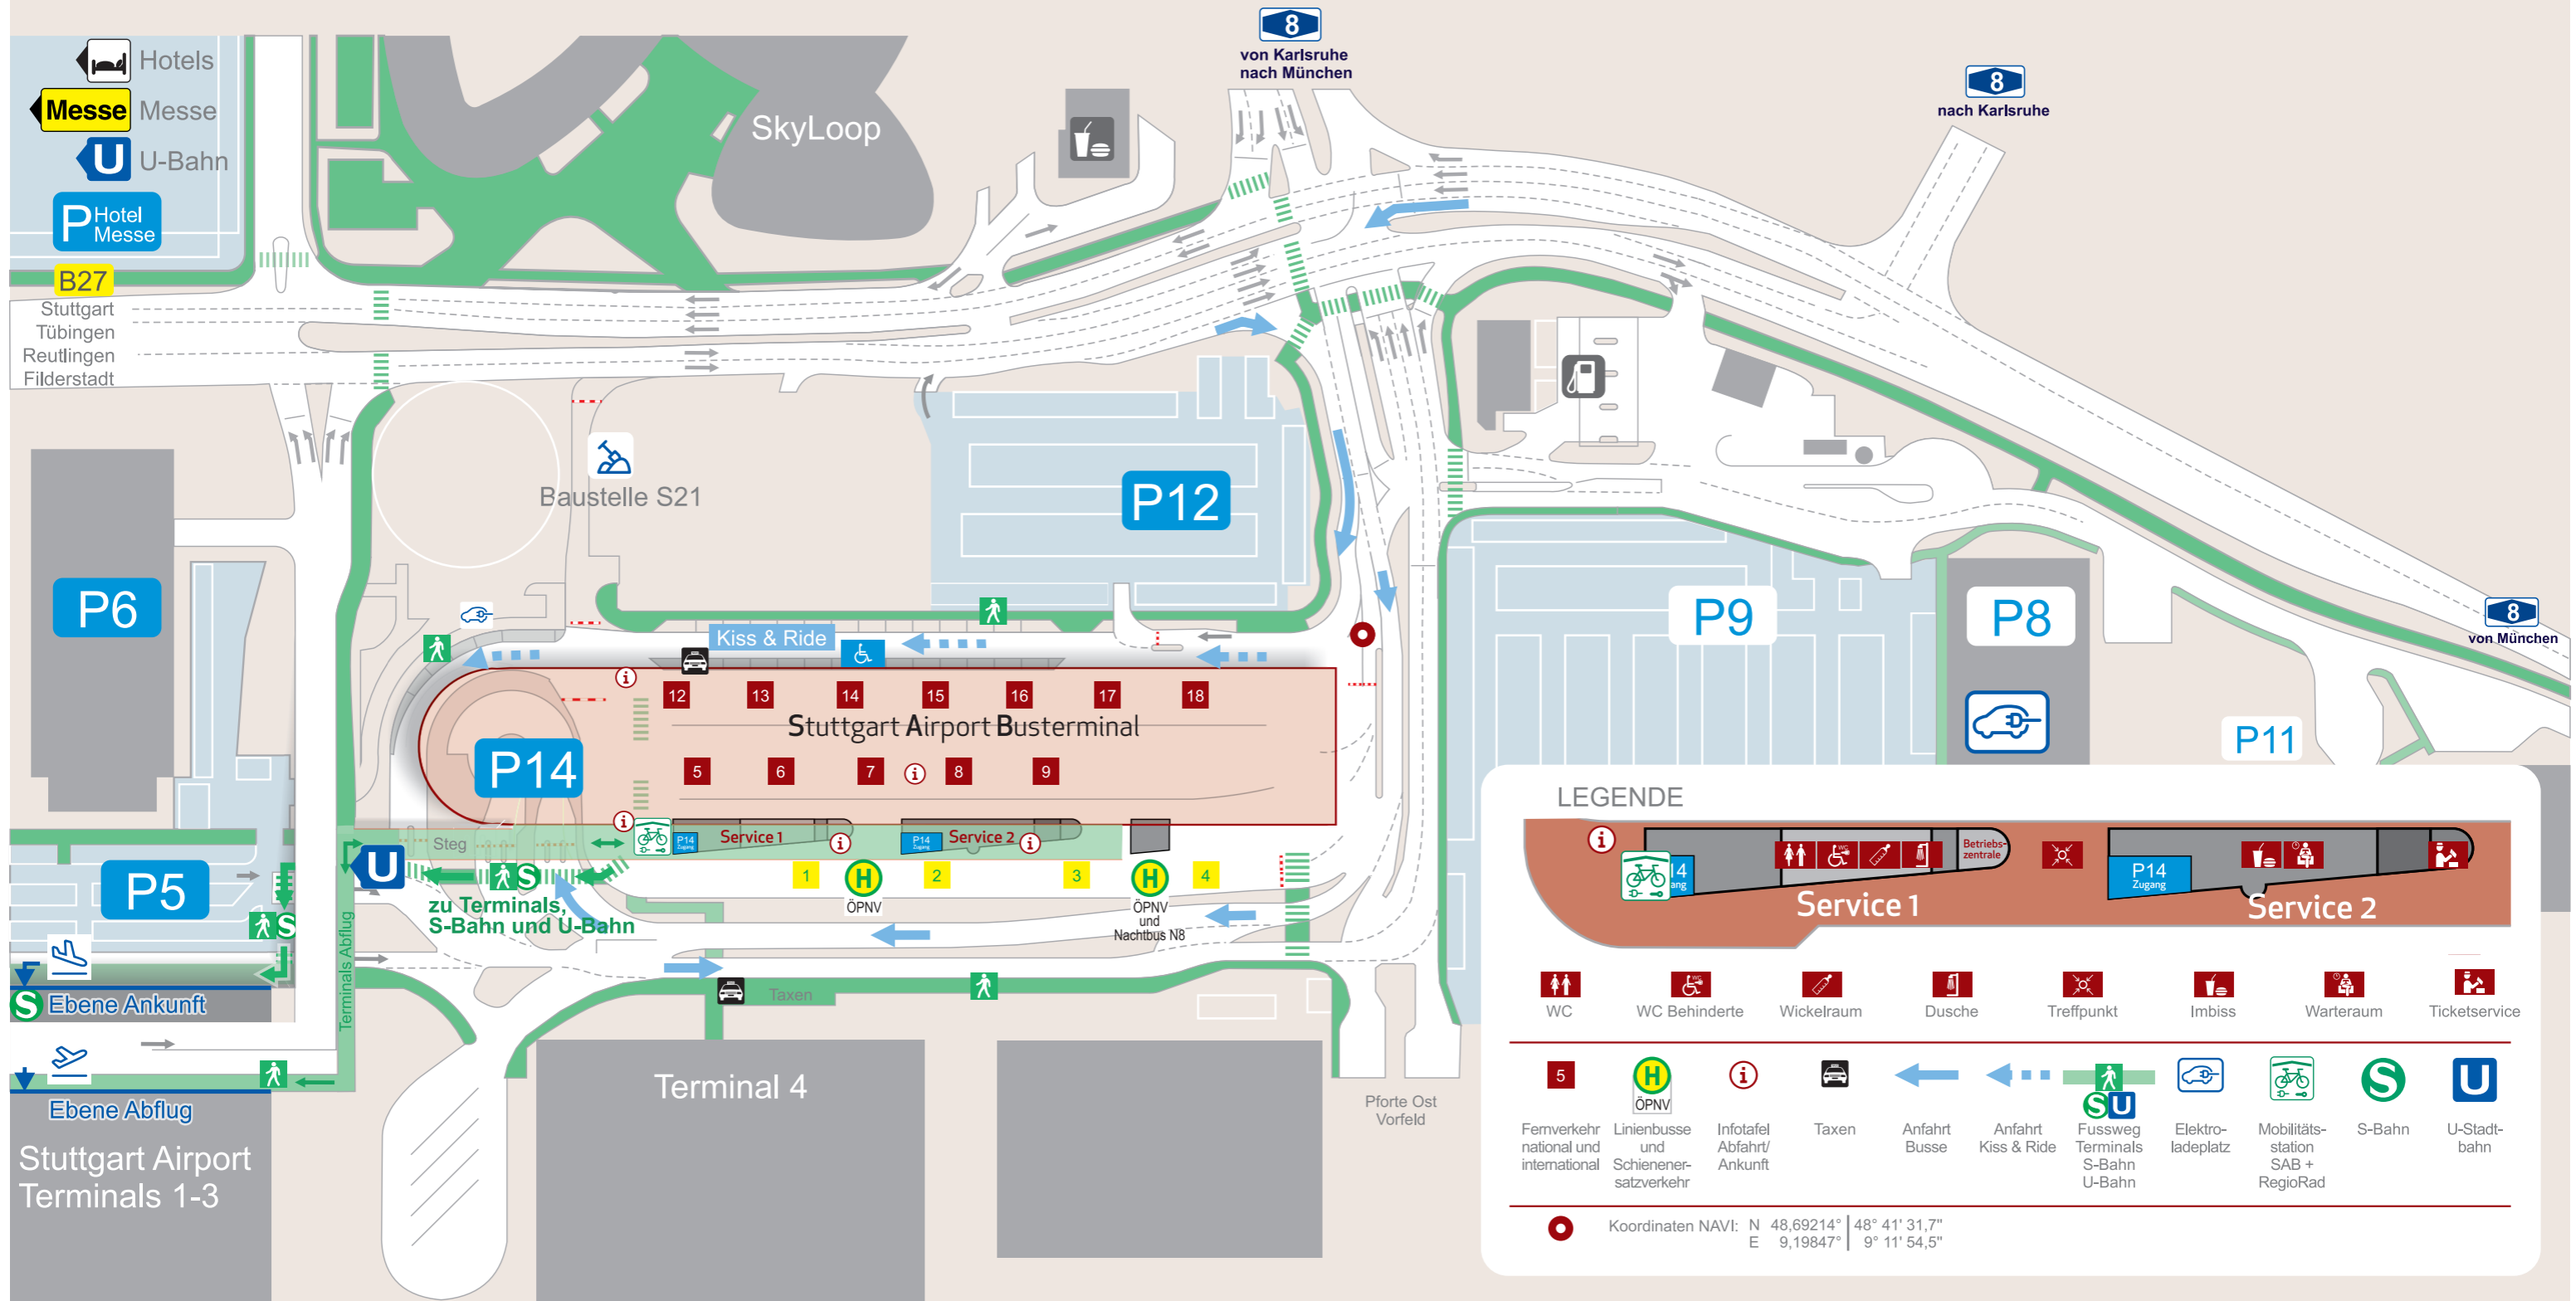 8
von Karlsruhe
nach München
8
nach Karlsruhe
Hotels
Messe Messe
U U-Bahn
P Hotel
Messe
SkyLoop
B27
Stuttgart
Tübingen
Reutlingen
Filderstadt
Baustelle S21
P12
P6
P9
P8
8
von München
P11
Kiss & Ride
12 13 14 15 16 17 18
Stuttgart Airport Busterminal
P14
5 6 7 i 8 9
i
i
Steg
P14
Zugang
Service 1
i
P14
Zugang
Service 2
i
U
S
1 H 2 3 H 4
ÖPNV
ÖPNV
und
Nachtbus N8
zu Terminals,
S-Bahn und U-Bahn
P5
S
Terminals Abflug
S Ebene Ankunft
Taxen
Ebene Abflug
Stuttgart Airport
Terminals 1-3
Terminal 4
Pforte Ost
Vorfeld
LEGENDE
i
14
ang
WC
Betriebs-
zentrale
P14
Zugang
Service 1
Service 2
WC
WC Behinderte
Wickelraum
Dusche
Treffpunkt
Imbiss
Warteraum
Ticketservice
5
Fernverkehr
national und
international
H
ÖPNV
Linienbusse
und
Schienener-
satzverkehr
i
Infotafel
Abfahrt/
Ankunft
Taxen
Anfahrt
Busse
Anfahrt
Kiss & Ride
S U
Fussweg
Terminals
S-Bahn
U-Bahn
Elektro-
ladeplatz
Mobilitäts-
station
SAB +
RegioRad
S
S-Bahn
U
U-Stadt-
bahn
Koordinaten NAVI: N 48,69214° 48° 41' 31,7"
E 9,19847° 9° 11' 54,5"